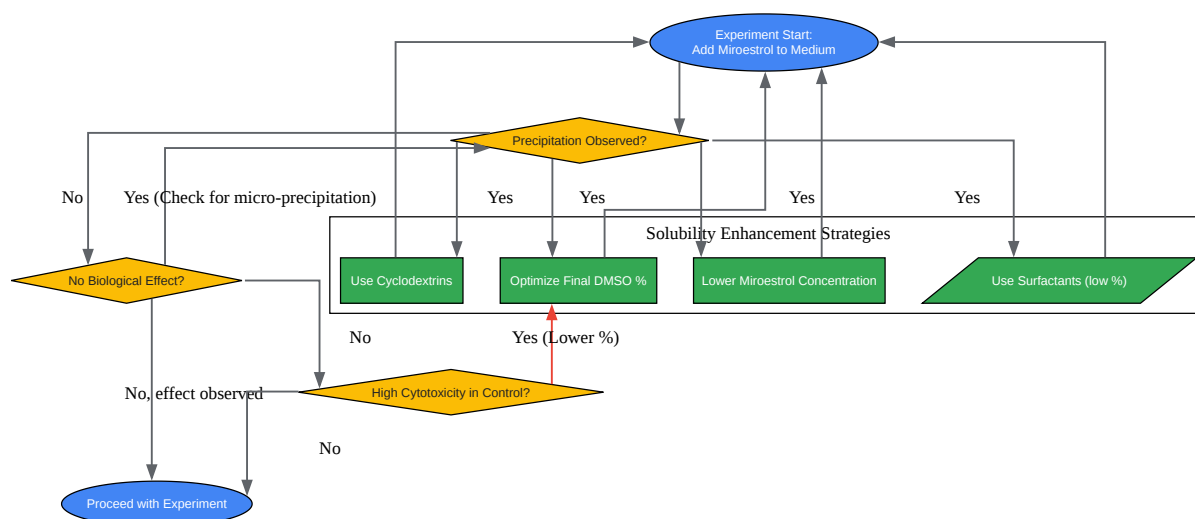 Experiment Start:
Add Miroestrol to Medium
Precipitation Observed?
No
Yes (Check for micro-precipitation)
Yes
Yes
Yes
Yes
Solubility Enhancement Strategies
No Biological Effect?
Use Cyclodextrins
Optimize Final DMSO %
Lower Miroestrol Concentration
Use Surfactants (low %)
No
Yes (Lower %)
No, effect observed
High Cytotoxicity in Control?
No
Proceed with Experiment